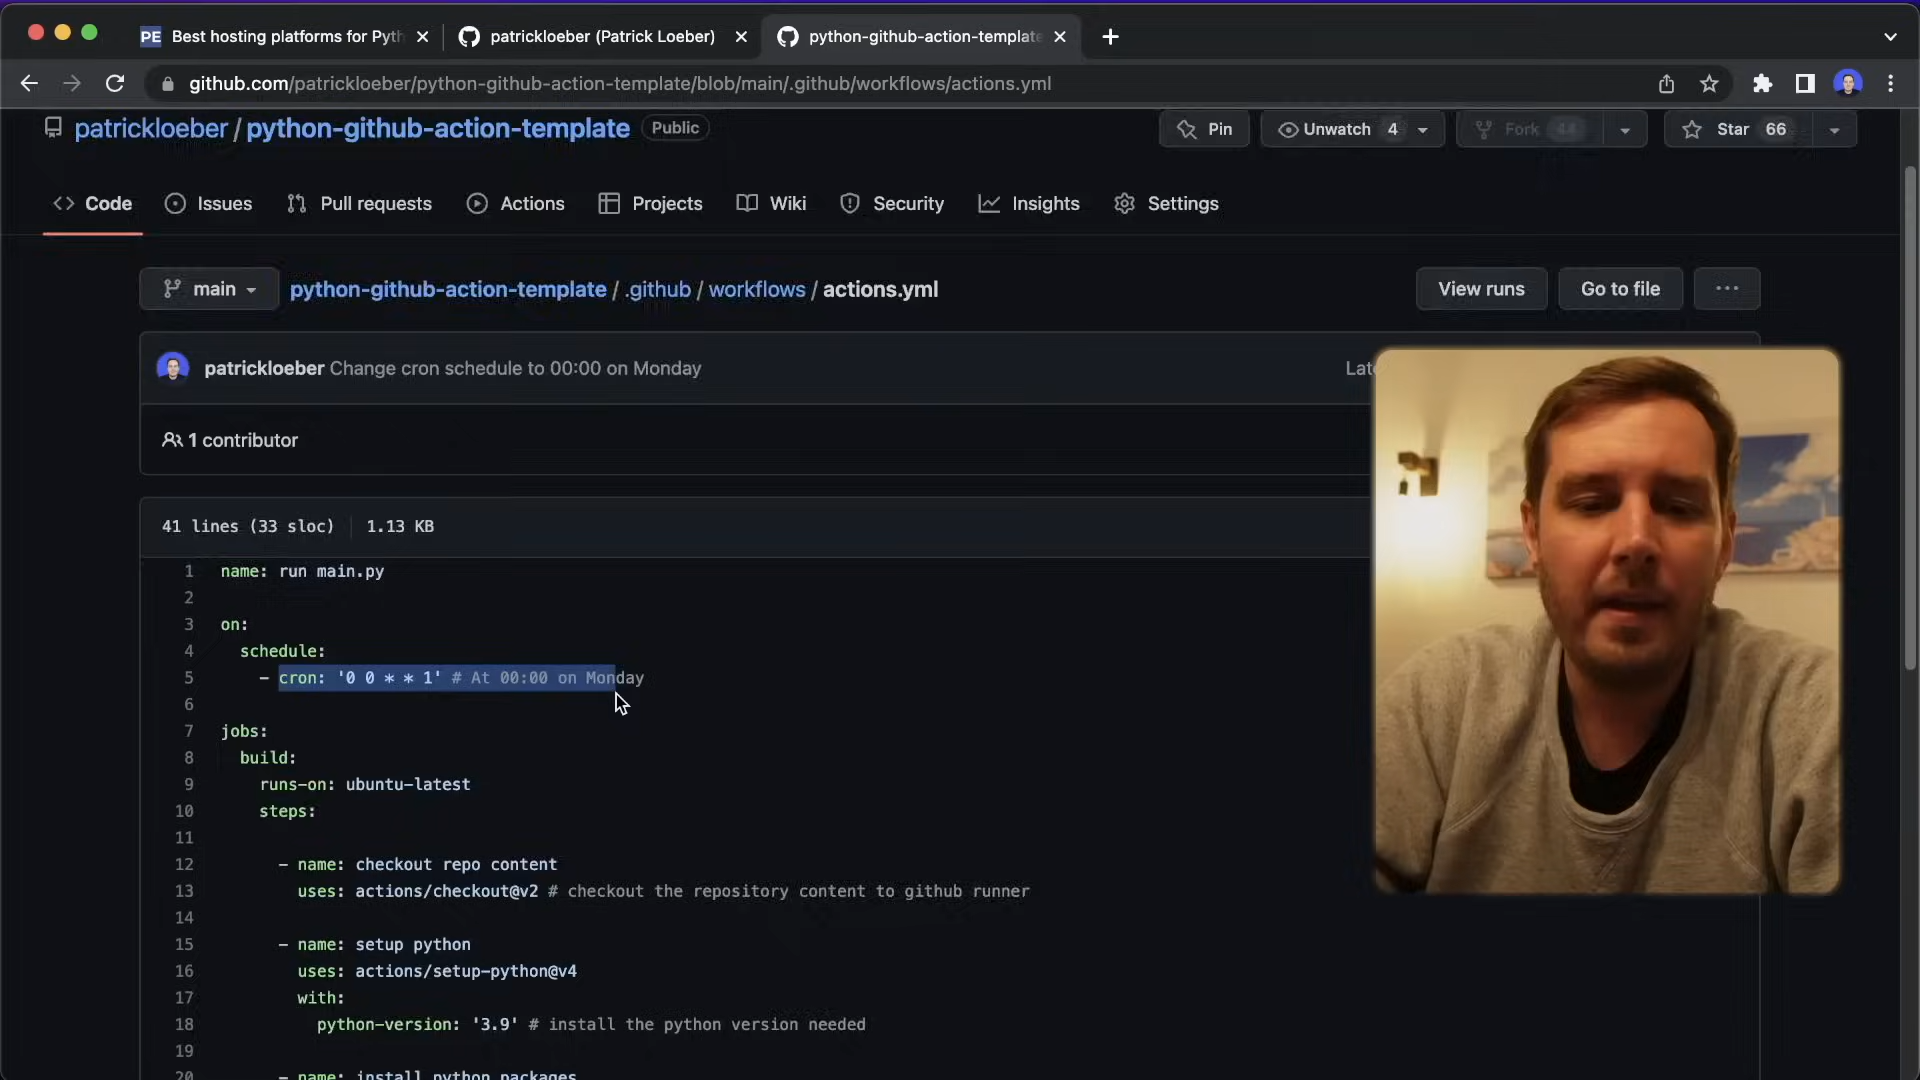 PE Best hosting platforms for Pyth
patrickloeber (Patrick Loeber)
python-github-action-template
github.com/patrickloeber/python-github-action-template/blob/main/.github/workflows/actions.yml
patrickloeber / python-github-action-template Public
Pin
Unwatch 4
Fork 44
Star 66
Code
Issues
Pull requests
Actions
Projects
Wiki
Security
Insights
Settings
main
python-github-action-template / .github / workflows / actions.yml
View runs
Go to file
...
patrickloeber Change cron schedule to 00:00 on Monday
Late
1 contributor
41 lines (33 sloc) 1.13 KB
1 name: run main.py
2
3 on:
4 schedule:
5 - cron: '0 0 * * 1' # At 00:00 on Monday
6
7 jobs:
8 build:
9 runs-on: ubuntu-latest
10 steps:
11
12 - name: checkout repo content
13 uses: actions/checkout@v2 # checkout the repository content to github runner
14
15 - name: setup python
16 uses: actions/setup-python@v4
17 with:
18 python-version: '3.9' # install the python version needed
19
20 - name: install python packages